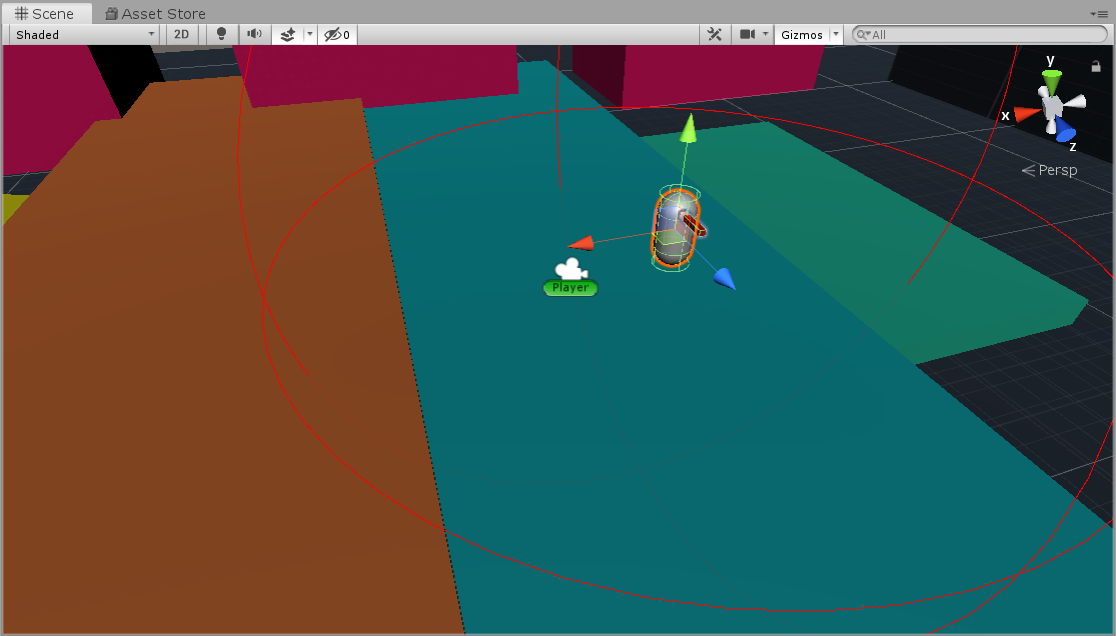 Scene Asset Store
Shaded 2D 0 Gizmos All
y
x
z
Persp
Player